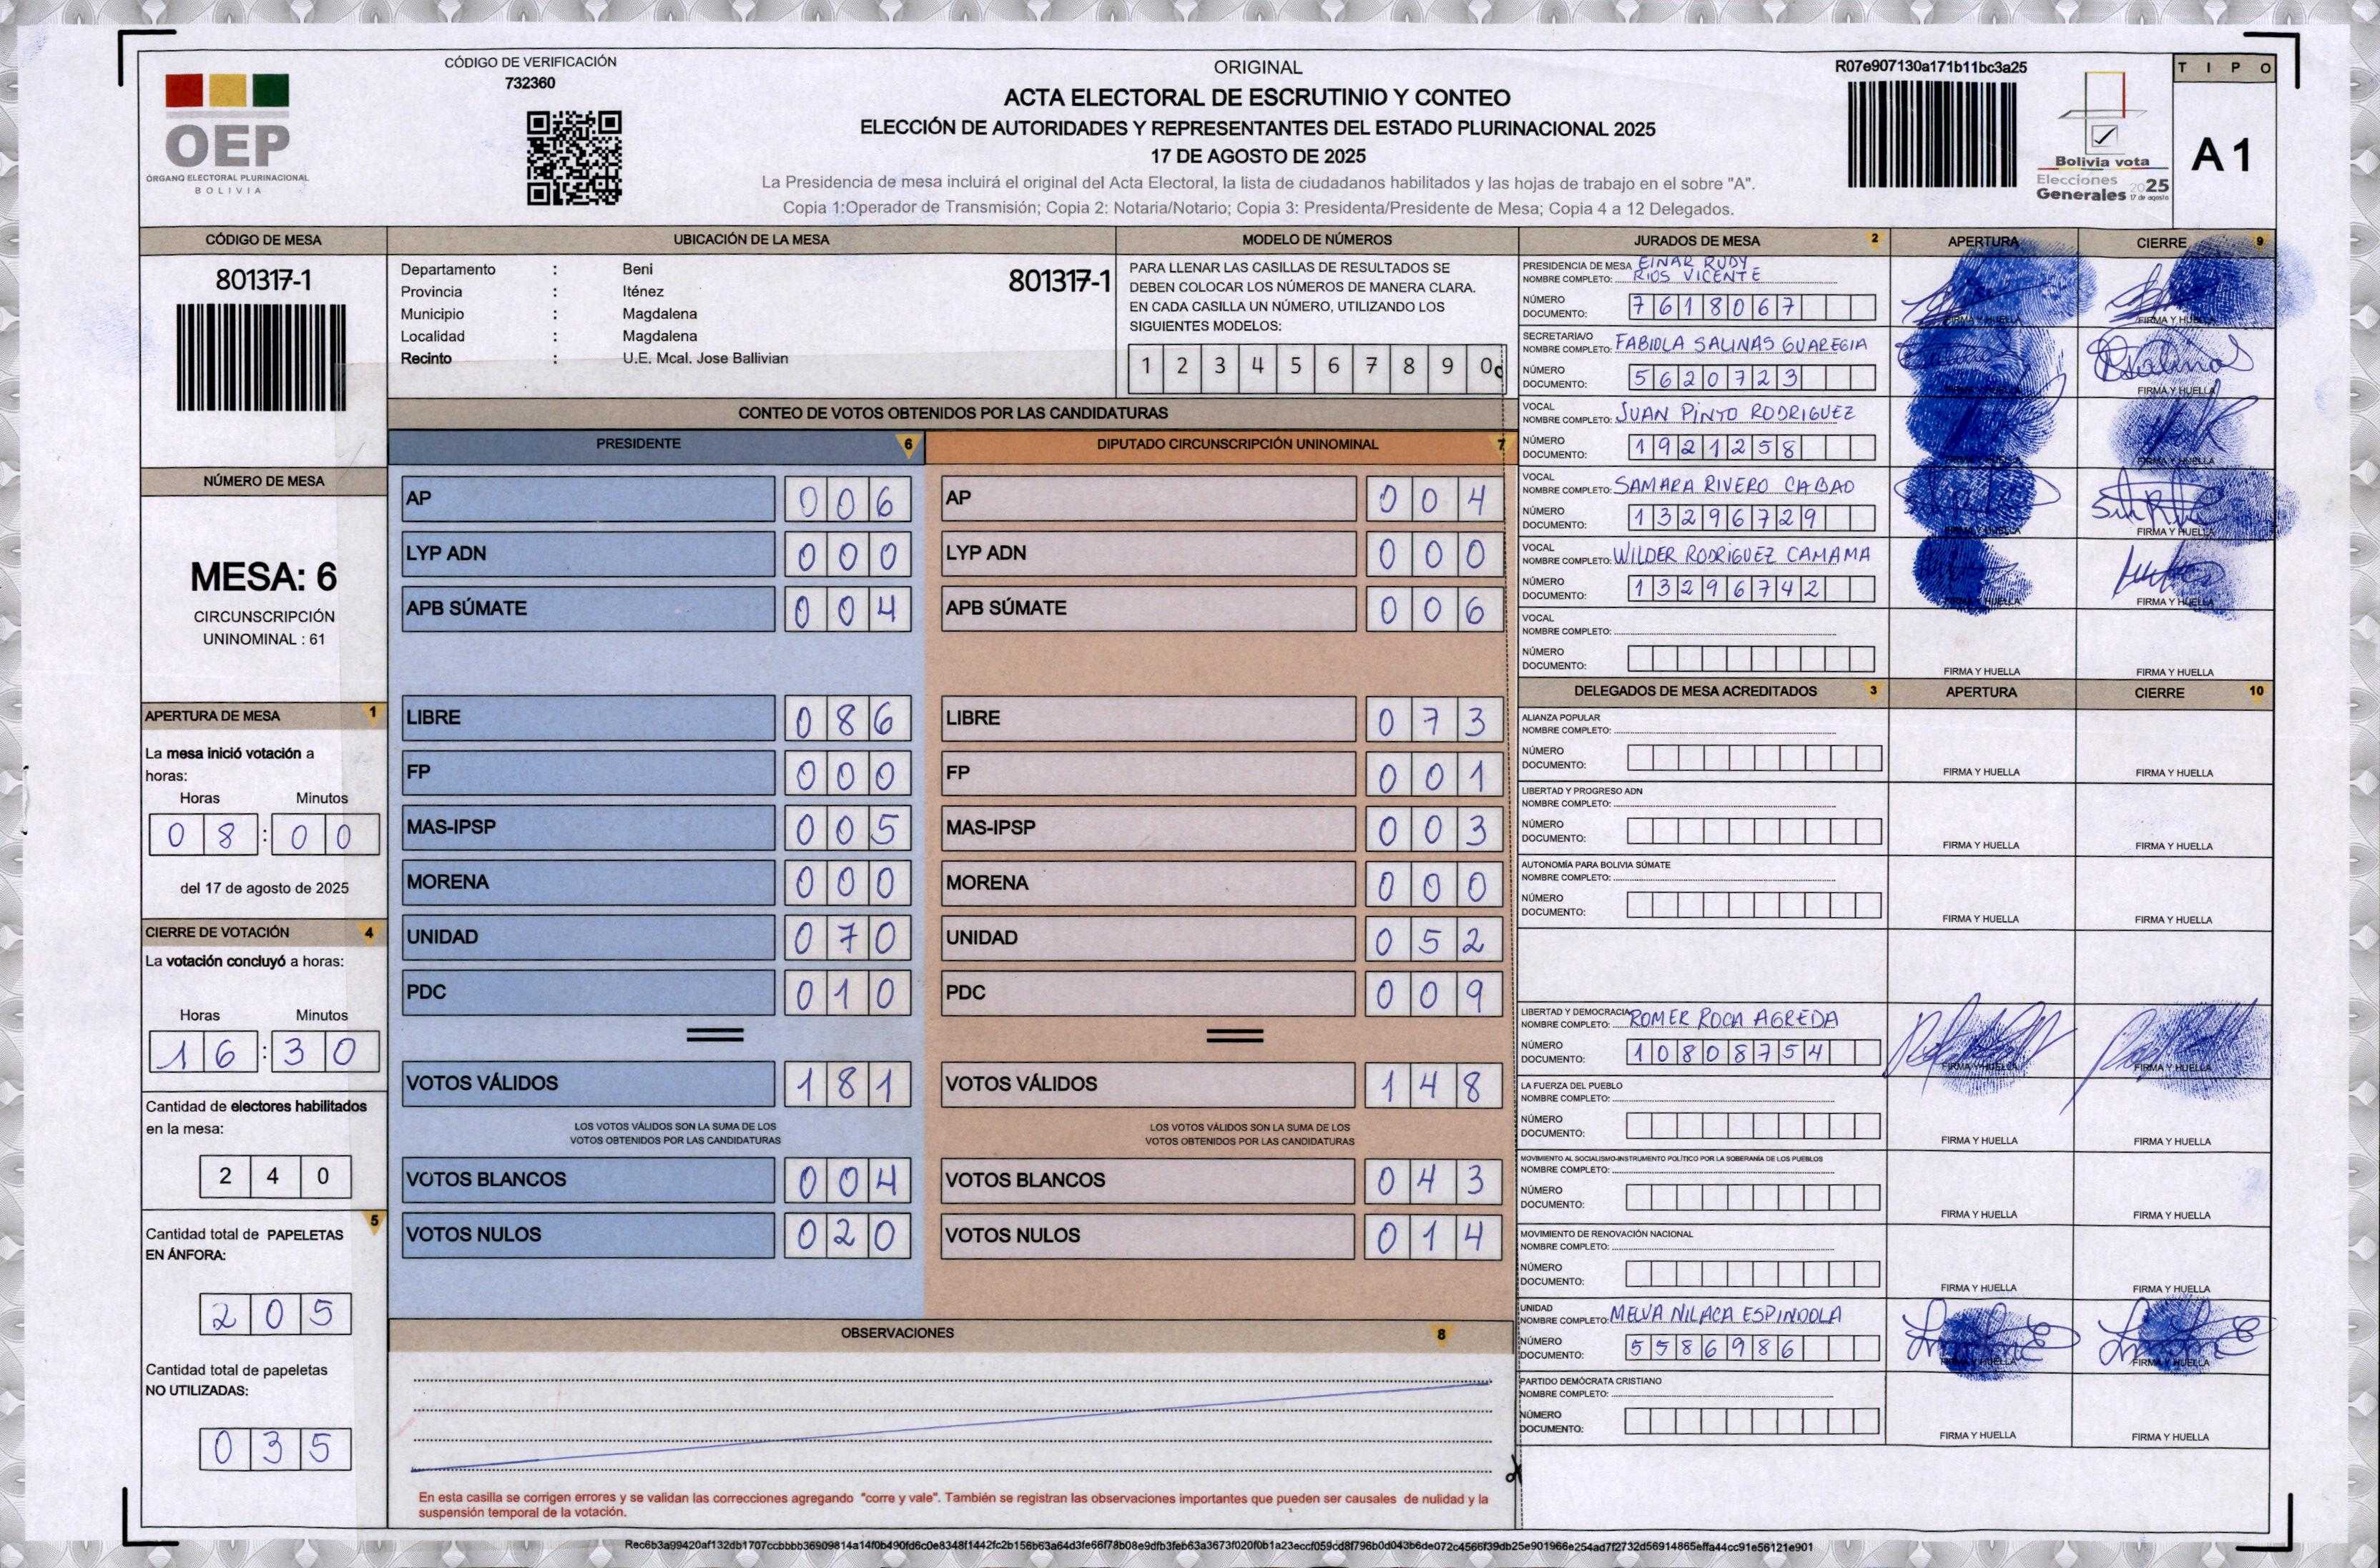 CÓDIGO DE VERIFICACIÓN
732360
OEP
ÓRGANO ELECTORAL PLURINACIONAL
BOLIVIA
ORIGINAL
ACTA ELECTORAL DE ESCRUTINIO Y CONTEO
ELECCIÓN DE AUTORIDADES Y REPRESENTANTES DEL ESTADO PLURINACIONAL 2025
17 DE AGOSTO DE 2025
La Presidencia de mesa incluirá el original del Acta Electoral, la lista de ciudadanos habilitados y las hojas de trabajo en el sobre "A".
Copia 1:Operador de Transmisión; Copia 2: Notaria/Notario; Copia 3: Presidenta/Presidente de Mesa; Copia 4 a 12 Delegados.
R07e907130a171b11bc3a25
Bolivia vota
Elecciones
Generales 2025
17 de agosto
TIPO
A1
CÓDIGO DE MESA
801317-1
UBICACIÓN DE LA MESA
Departamento : Beni
Provincia : Iténez
Municipio : Magdalena
Localidad : Magdalena
Recinto : U.E. Mcal. Jose Ballivian
801317-1
MODELO DE NÚMEROS
PARA LLENAR LAS CASILLAS DE RESULTADOS SE
DEBEN COLOCAR LOS NÚMEROS DE MANERA CLARA.
EN CADA CASILLA UN NÚMERO, UTILIZANDO LOS
SIGUIENTES MODELOS:
1 2 3 4 5 6 7 8 9 0
NÚMERO DE MESA
MESA: 6
CIRCUNSCRIPCIÓN
UNINOMINAL : 61
APERTURA DE MESA 1
La mesa inició votación a
horas:
Horas Minutos
08:00
del 17 de agosto de 2025
CIERRE DE VOTACIÓN 4
La votación concluyó a horas:
Horas Minutos
16:30
Cantidad de electores habilitados
en la mesa:
240
5
Cantidad total de PAPELETAS
EN ÁNFORA:
205
Cantidad total de papeletas
NO UTILIZADAS:
035
CONTEO DE VOTOS OBTENIDOS POR LAS CANDIDATURAS
PRESIDENTE 6
AP 006
LYP ADN 000
APB SÚMATE 004
LIBRE 086
FP 000
MAS-IPSP 005
MORENA 000
UNIDAD 070
PDC 010
VOTOS VÁLIDOS 181
LOS VOTOS VÁLIDOS SON LA SUMA DE LOS
VOTOS OBTENIDOS POR LAS CANDIDATURAS
VOTOS BLANCOS 004
VOTOS NULOS 020
DIPUTADO CIRCUNSCRIPCIÓN UNINOMINAL 7
AP 004
LYP ADN 000
APB SÚMATE 006
LIBRE 073
FP 001
MAS-IPSP 003
MORENA 000
UNIDAD 052
PDC 009
VOTOS VÁLIDOS 148
LOS VOTOS VÁLIDOS SON LA SUMA DE LOS
VOTOS OBTENIDOS POR LAS CANDIDATURAS
VOTOS BLANCOS 043
VOTOS NULOS 014
OBSERVACIONES 8
En esta casilla se corrigen errores y se validan las correcciones agregando "corre y vale". También se registran las observaciones importantes que pueden ser causales de nulidad y la
suspensión temporal de la votación.
JURADOS DE MESA 2 APERTURA CIERRE 9
PRESIDENCIA DE MESA EINAR RUDY
NOMBRE COMPLETO: RIOS VICENTE
NÚMERO
DOCUMENTO: 7618067
FIRMA Y HUELLA FIRMA Y HUELLA
SECRETARIA/O
NOMBRE COMPLETO: FABIOLA SALINAS GUAREGIA
NÚMERO
DOCUMENTO: 5620723
FIRMA Y HUELLA
VOCAL
NOMBRE COMPLETO: JUAN PINTO RODRIGUEZ
NÚMERO
DOCUMENTO: 1921258
FIRMA Y HUELLA
VOCAL
NOMBRE COMPLETO: SAMARA RIVERO CABAO
NÚMERO
DOCUMENTO: 13296729
FIRMA Y HUELLA FIRMA Y HUELLA
VOCAL
NOMBRE COMPLETO: WILDER RODRIGUEZ CAMAMA
NÚMERO
DOCUMENTO: 13296742
FIRMA Y HUELLA FIRMA Y HUELLA
VOCAL
NOMBRE COMPLETO:
NÚMERO
DOCUMENTO:
FIRMA Y HUELLA FIRMA Y HUELLA
DELEGADOS DE MESA ACREDITADOS 3 APERTURA CIERRE 10
ALIANZA POPULAR
NOMBRE COMPLETO:
NÚMERO
DOCUMENTO:
FIRMA Y HUELLA FIRMA Y HUELLA
LIBERTAD Y PROGRESO ADN
NOMBRE COMPLETO:
NÚMERO
DOCUMENTO:
FIRMA Y HUELLA FIRMA Y HUELLA
AUTONOMÍA PARA BOLIVIA SÚMATE
NOMBRE COMPLETO:
NÚMERO
DOCUMENTO:
FIRMA Y HUELLA FIRMA Y HUELLA
LIBERTAD Y DEMOCRACIA
NOMBRE COMPLETO: ROMER ROCA AGREDA
NÚMERO
DOCUMENTO: 10808754
FIRMA Y HUELLA FIRMA Y HUELLA
LA FUERZA DEL PUEBLO
NOMBRE COMPLETO:
NÚMERO
DOCUMENTO:
FIRMA Y HUELLA FIRMA Y HUELLA
MOVIMIENTO AL SOCIALISMO-INSTRUMENTO POLÍTICO POR LA SOBERANÍA DE LOS PUEBLOS
NOMBRE COMPLETO:
NÚMERO
DOCUMENTO:
FIRMA Y HUELLA FIRMA Y HUELLA
MOVIMIENTO DE RENOVACIÓN NACIONAL
NOMBRE COMPLETO:
NÚMERO
DOCUMENTO:
FIRMA Y HUELLA FIRMA Y HUELLA
UNIDAD
NOMBRE COMPLETO: MELVA NILACA ESPINDOLA
NÚMERO
DOCUMENTO: 5586986
FIRMA Y HUELLA FIRMA Y HUELLA
PARTIDO DEMÓCRATA CRISTIANO
NOMBRE COMPLETO:
NÚMERO
DOCUMENTO:
FIRMA Y HUELLA FIRMA Y HUELLA